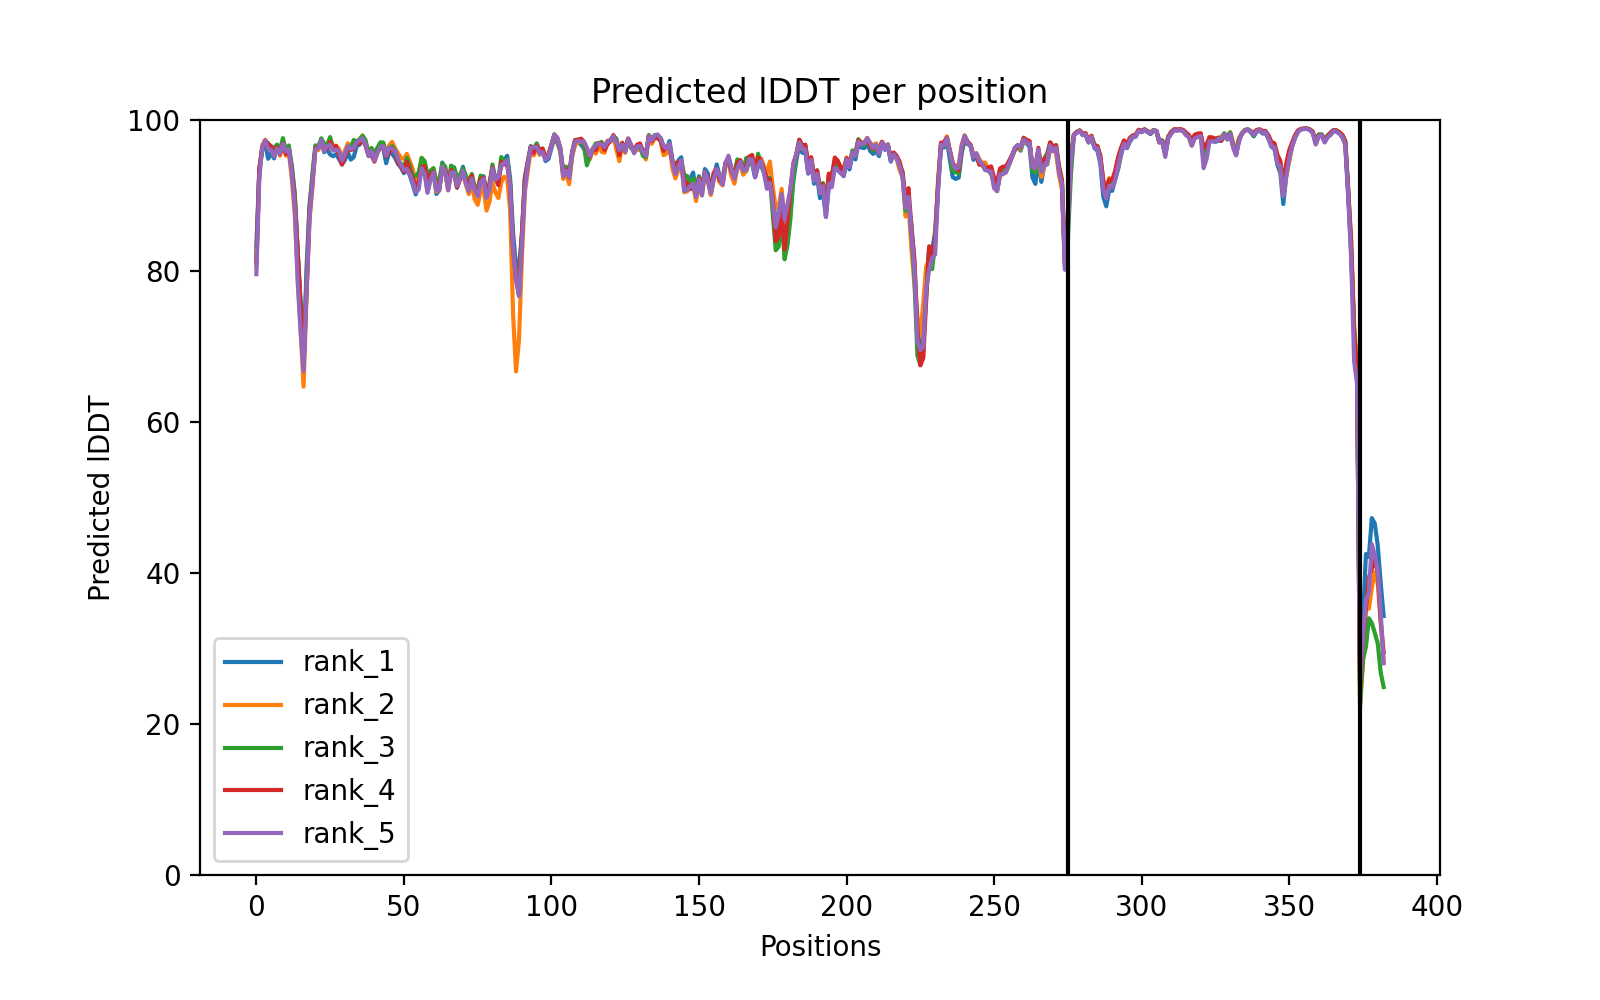 Predicted lDDT per position
100
80
60
40
20
0
Predicted lDDT
rank_1
rank_2
rank_3
rank_4
rank_5
0 50 100 150 200 250 300 350 400
Positions